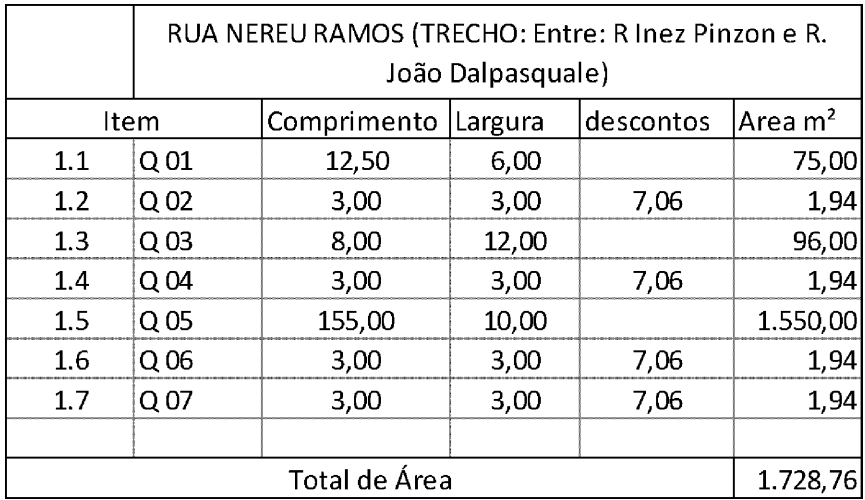 RUA NEREU RAMOS (TRECHO: Entre: R Inez Pinzon e R.
João Dalpasquale)
Item Comprimento Largura descontos Area m²
1.1 Q 01 12,50 6,00 75,00
1.2 Q 02 3,00 3,00 7,06 1,94
1.3 Q 03 8,00 12,00 96,00
1.4 Q 04 3,00 3,00 7,06 1,94
1.5 Q 05 155,00 10,00 1.550,00
1.6 Q 06 3,00 3,00 7,06 1,94
1.7 Q 07 3,00 3,00 7,06 1,94
Total de Área 1.728,76